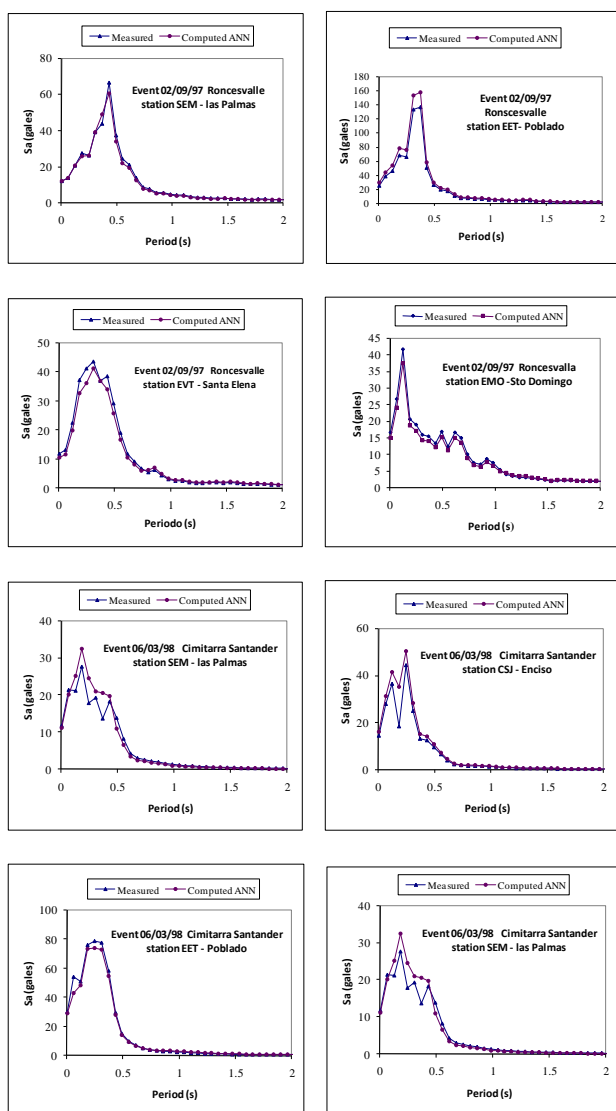 Measured Computed ANN
Event 02/09/97 Roncesvalle
station SEM - las Palmas
Sa (gales)
80
60
40
20
0
0 0.5 1 1.5 2
Period (s)
Measured Computed ANN
Event 02/09/97
Ronscesvalle
station EET- Poblado
Sa (gales)
180
160
140
120
100
80
60
40
20
0
0 0.5 1 1.5 2
Period (s)
Measured Computed ANN
Event 02/09/97 Roncesvalle
station EVT - Santa Elena
Sa (gales)
50
40
30
20
10
0
0 0.5 1 1.5 2
Periodo (s)
Measured Computed ANN
Event 02/09/97 Roncesvalla
station EMO -Sto Domingo
Sa (gales)
45
40
35
30
25
20
15
10
5
0
0 0.5 1 1.5 2
Period (s)
Measured Computed ANN
Event 06/03/98 Cimitarra Santander
station SEM - las Palmas
Sa (gales)
40
30
20
10
0
0 0.5 1 1.5 2
Period (s)
Measured Computed ANN
Event 06/03/98 Cimitarra Santander
station CSJ - Enciso
Sa (gales)
60
40
20
0
0 0.5 1 1.5 2
Period (s)
Measured Computed ANN
Event 06/03/98 Cimitarra Santander
station EET - Poblado
Sa (gales)
100
80
60
40
20
0
0 0.5 1 1.5 2
Period (s)
Measured Computed ANN
Event 06/03/98 Cimitarra Santander
station SEM - las Palmas
Sa (gales)
40
30
20
10
0
0 0.5 1 1.5 2
Period (s)